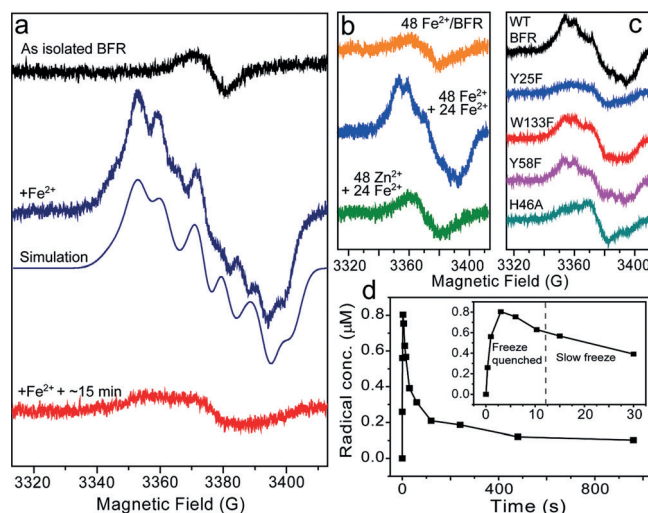 a
As isolated BFR
+Fe²⁺
Simulation
+Fe²⁺ + ~15 min
3320 3340 3360 3380 3400
Magnetic Field (G)
b
48 Fe²⁺/BFR
48 Fe²⁺
+ 24 Fe²⁺
48 Zn²⁺
+ 24 Fe²⁺
3320 3360 3400
c
WT
BFR
Y25F
W133F
Y58F
H46A
3320 3360 3400
Magnetic Field (G)
d
Radical conc. (µM)
0.8
0.6
0.4
0.2
0.0
0 200 400 600 800
Time (s)
0.8
0.6
0.4
0.2
0.0
Freeze
quenched
Slow freeze
0 10 20 30